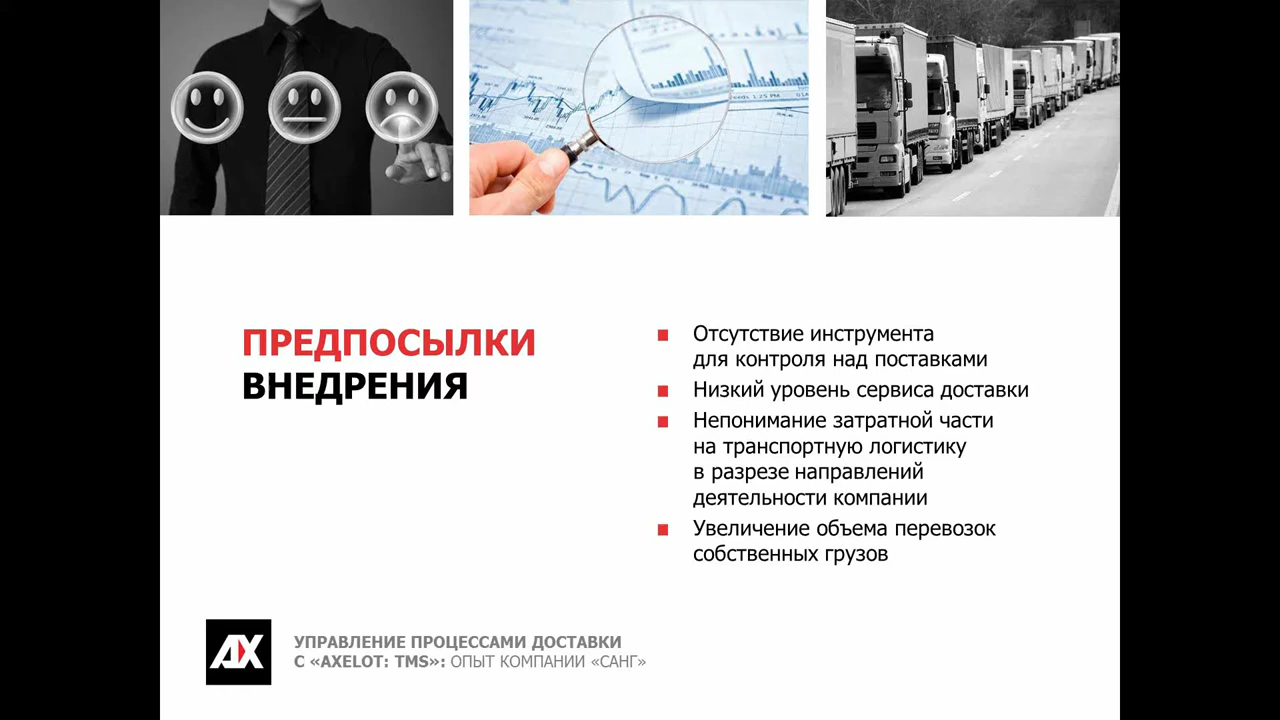 ПРЕДПОСЫЛКИ
ВНЕДРЕНИЯ
Отсутствие инструмента
для контроля над поставками
Низкий уровень сервиса доставки
Непонимание затратной части
на транспортную логистику
в разрезе направлений
деятельности компании
Увеличение объема перевозок
собственных грузов
AX
УПРАВЛЕНИЕ ПРОЦЕССАМИ ДОСТАВКИ
С «AXELOT: TMS»: ОПЫТ КОМПАНИИ «САНГ»